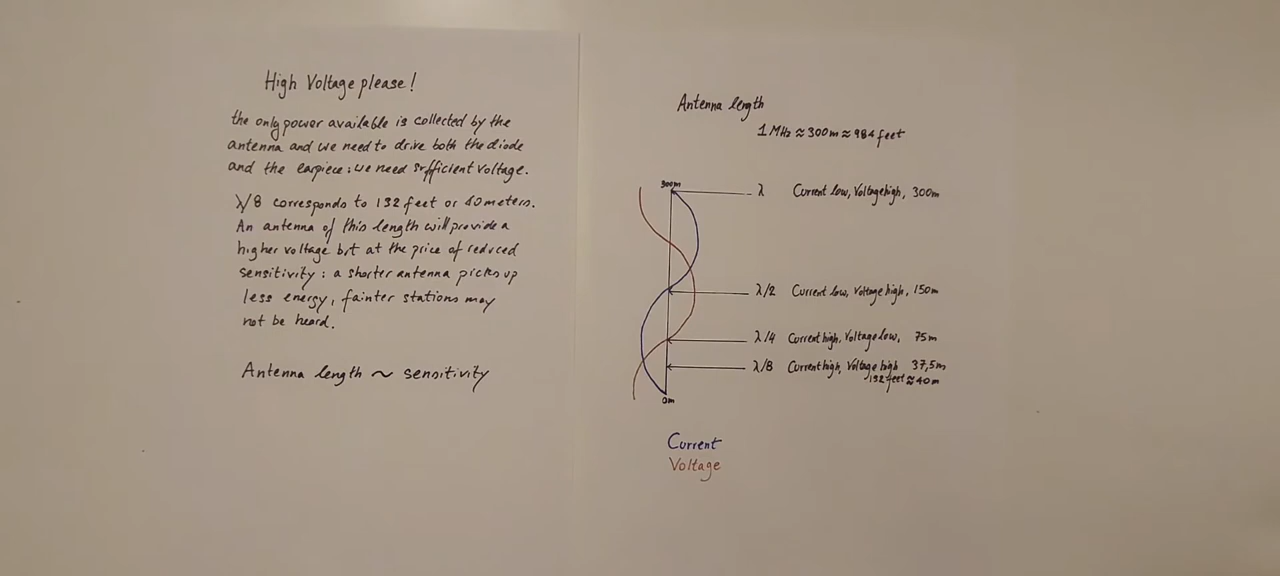 High Voltage please!
the only power available is collected by the
antenna and we need to drive both the diode
and the earpiece: we need sufficient voltage.
λ/8 corresponds to 132 feet or 40 meters.
An antenna of this length will provide a
higher voltage but at the price of reduced
sensitivity: a shorter antenna picks up
less energy, fainter stations may
not be heard.
Antenna length ~ sensitivity
Antenna length
1 MHz ≈ 300m ≈ 984 feet
300m
λ Current low, Voltage high, 300m
λ/2 Current low, Voltage high, 150m
λ/4 Current high, Voltage low, 75m
λ/8 Current high, Voltage high 37,5m
132 feet ≈ 40m
0m
Current
Voltage